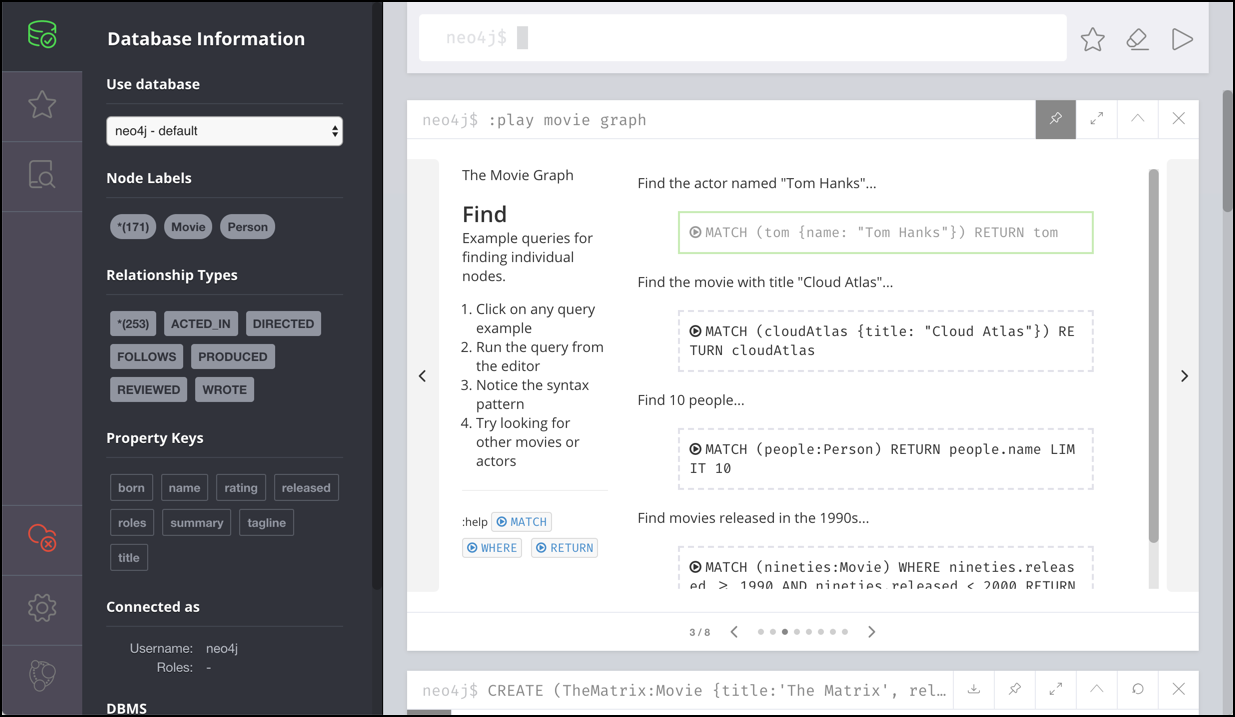 Database Information
Use database
neo4j - default
Node Labels
*(171) Movie Person
Relationship Types
*(253) ACTED_IN DIRECTED
FOLLOWS PRODUCED
REVIEWED WROTE
Property Keys
born name rating released
roles summary tagline
title
Connected as
Username: neo4j
Roles: -
DBMS
neo4j$
neo4j$ :play movie graph
The Movie Graph
Find
Example queries for
finding individual
nodes.
1. Click on any query
example
2. Run the query from
the editor
3. Notice the syntax
pattern
4. Try looking for
other movies or
actors
:help MATCH
WHERE RETURN
Find the actor named "Tom Hanks"...
MATCH (tom {name: "Tom Hanks"}) RETURN tom
Find the movie with title "Cloud Atlas"...
MATCH (cloudAtlas {title: "Cloud Atlas"}) RE
TURN cloudAtlas
Find 10 people...
MATCH (people:Person) RETURN people.name LIM
IT 10
Find movies released in the 1990s...
MATCH (nineties:Movie) WHERE nineties.releas
ed ≥ 1990 AND nineties.released < 2000 RETURN
3 / 8
neo4j$ CREATE (TheMatrix:Movie {title:'The Matrix', rel…